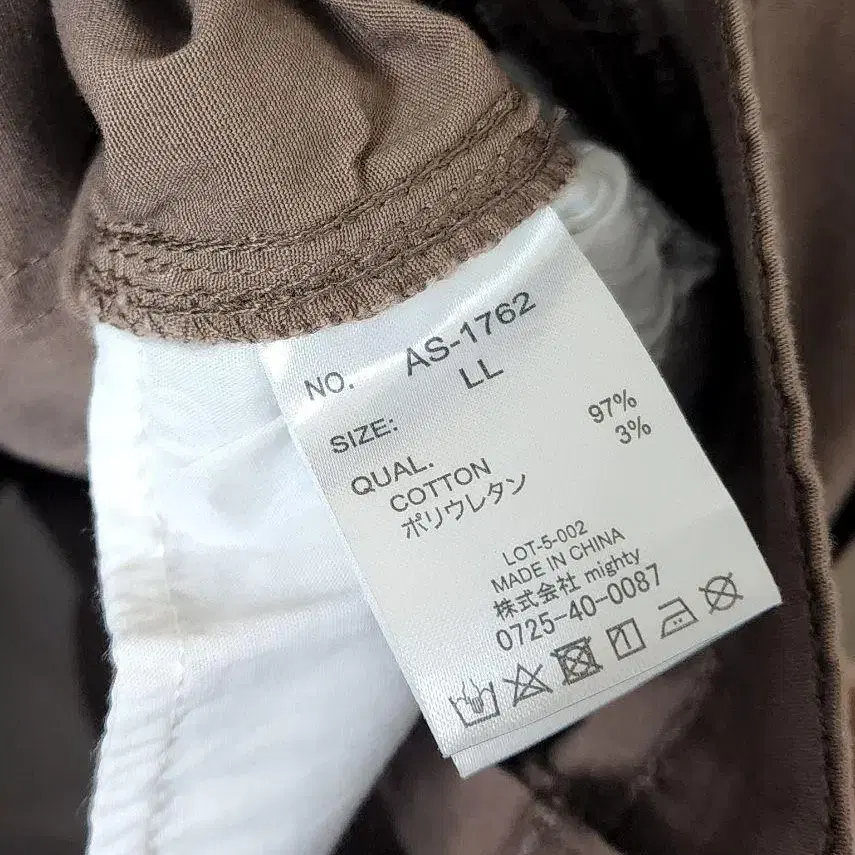 NO. AS-1762
SIZE: LL
QUAL.
COTTON 97%
ポリウレタン 3%
LOT-5-002
MADE IN CHINA
株式会社 mighty
0725-40-0087